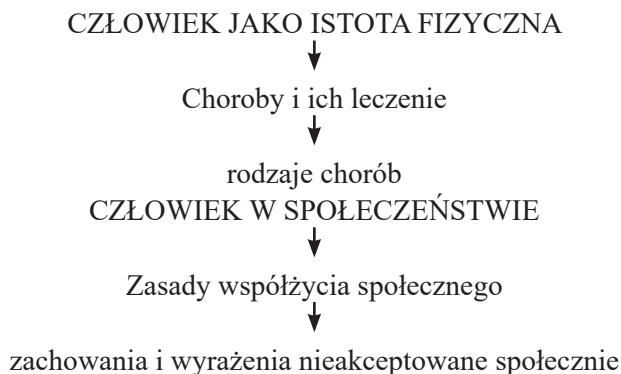 CZŁOWIEK JAKO ISTOTA FIZYCZNA
Choroby i ich leczenie
rodzaje chorób
CZŁOWIEK W SPOŁECZEŃSTWIE
Zasady współżycia społecznego
zachowania i wyrażenia nieakceptowane społecznie